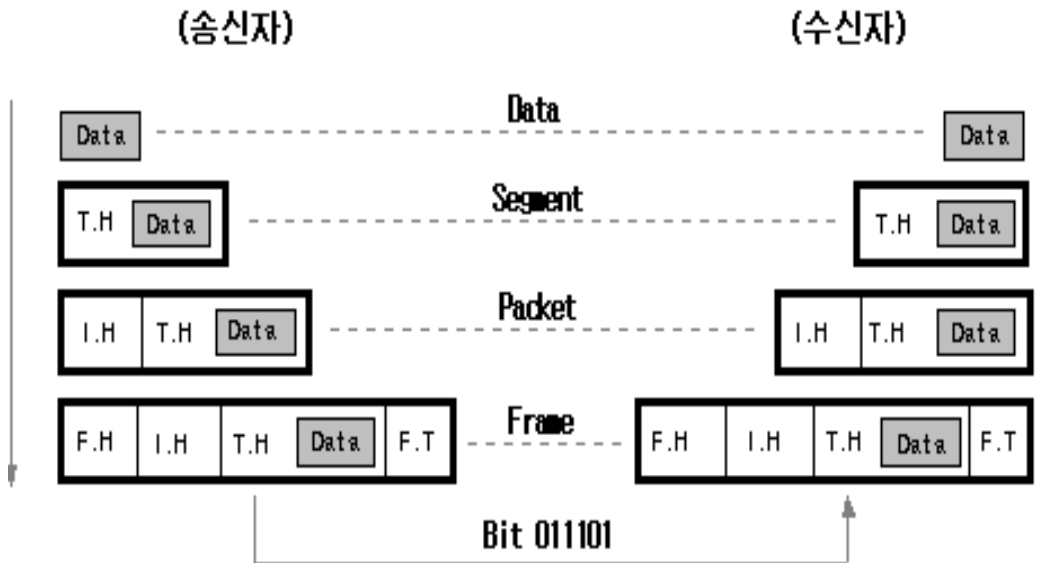 (송신자) (수신자)
Data
Data Data
Segment
T.H Data T.H Data
Packet
I.H T.H Data I.H T.H Data
Frame
F.H I.H T.H Data F.T F.H I.H T.H Data F.T
Bit 011101